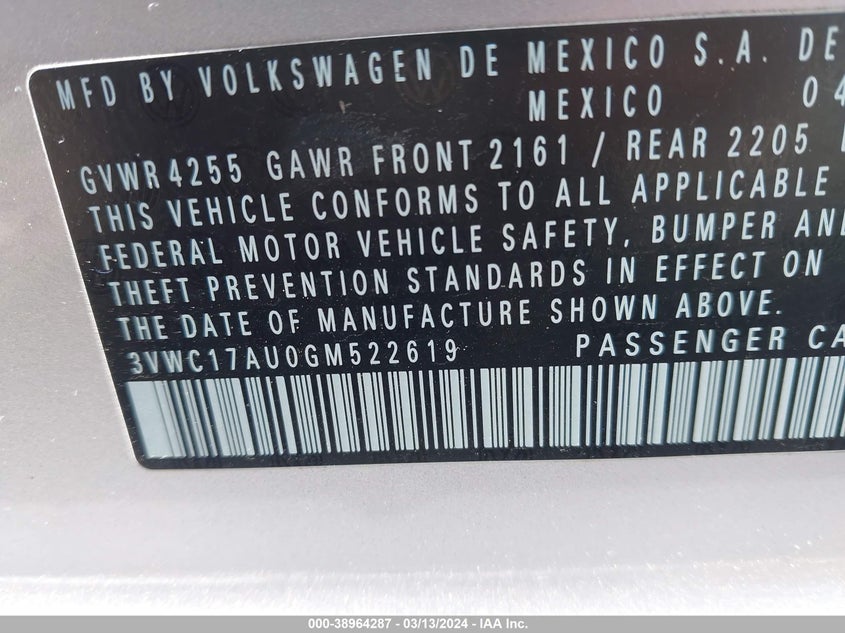 MFD BY VOLKSWAGEN DE MEXICO S.A. DE
MEXICO 04
GVWR 4255 GAWR FRONT 2161 / REAR 2205
THIS VEHICLE CONFORMS TO ALL APPLICABLE
FEDERAL MOTOR VEHICLE SAFETY, BUMPER AND
THEFT PREVENTION STANDARDS IN EFFECT ON
THE DATE OF MANUFACTURE SHOWN ABOVE.
3VWC17AU0GM522619 PASSENGER CA
000-38964287 - 03/13/2024 - IAA Inc.